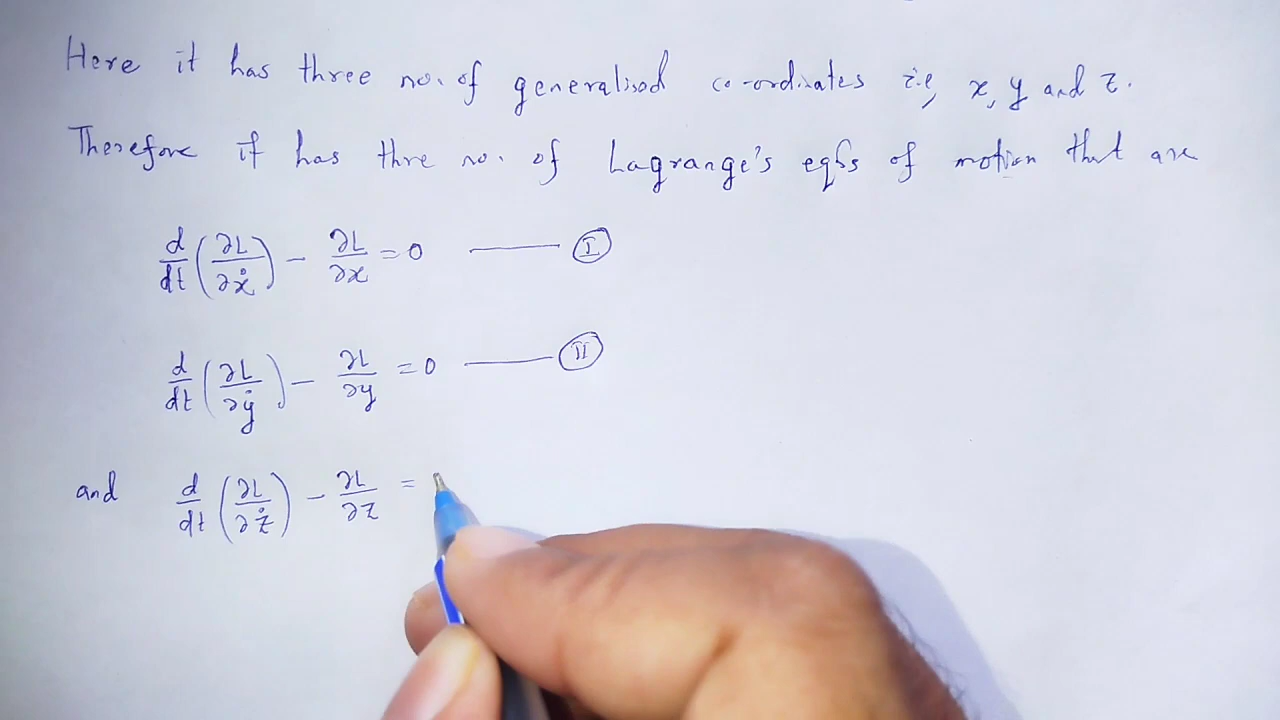 Here it has three no. of generalised co-ordinates i.e, x, y and z.
Therefore it has thre no. of Lagrange's eqns of motion that are
d/dt (∂L/∂ẋ) - ∂L/∂x = 0 —— (I)
d/dt (∂L/∂ẏ) - ∂L/∂y = 0 —— (II)
and d/dt (∂L/∂ż) - ∂L/∂z =